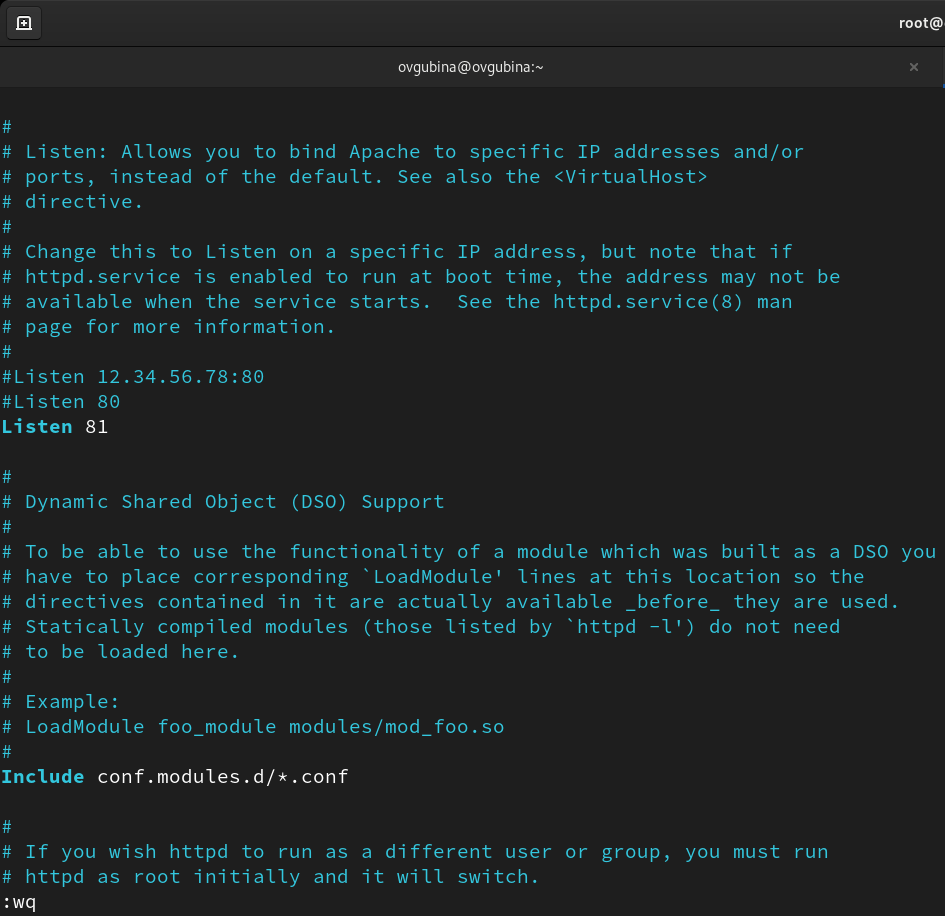 root@
ovgubina@ovgubina:~
#
# Listen: Allows you to bind Apache to specific IP addresses and/or
# ports, instead of the default. See also the <VirtualHost>
# directive.
#
# Change this to Listen on a specific IP address, but note that if
# httpd.service is enabled to run at boot time, the address may not be
# available when the service starts.  See the httpd.service(8) man
# page for more information.
#
#Listen 12.34.56.78:80
#Listen 80
Listen 81
#
# Dynamic Shared Object (DSO) Support
#
# To be able to use the functionality of a module which was built as a DSO you
# have to place corresponding `LoadModule' lines at this location so the
# directives contained in it are actually available _before_ they are used.
# Statically compiled modules (those listed by `httpd -l') do not need
# to be loaded here.
#
# Example:
# LoadModule foo_module modules/mod_foo.so
#
Include conf.modules.d/*.conf
#
# If you wish httpd to run as a different user or group, you must run
# httpd as root initially and it will switch.
:wq